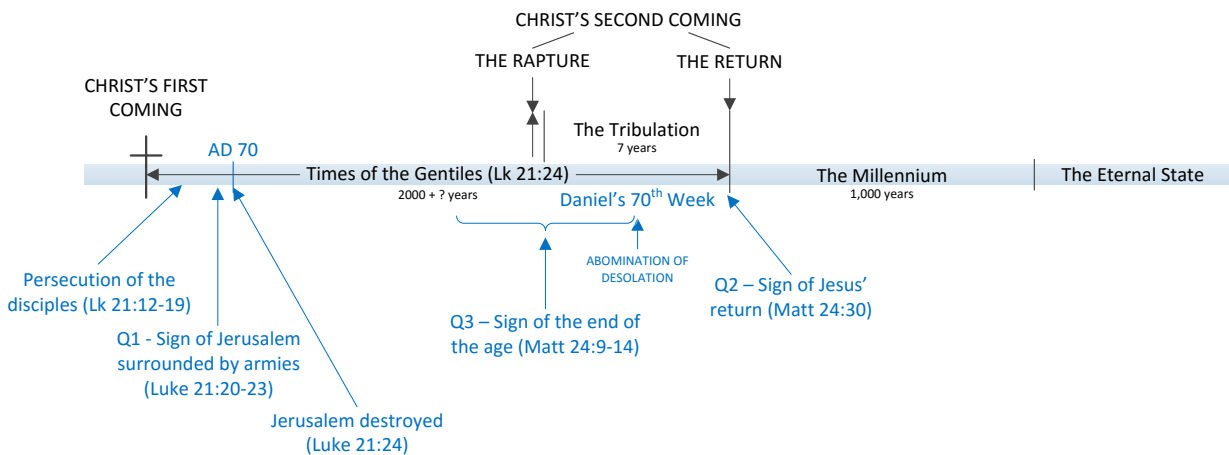 CHRIST'S SECOND COMING
THE RAPTURE
THE RETURN
CHRIST'S FIRST
COMING
The Tribulation
7 years
AD 70
Times of the Gentiles (Lk 21:24)
The Millennium
The Eternal State
2000 + ? years
1,000 years
Daniel's 70th Week
ABOMINATION OF
DESOLATION
Persecution of the
disciples (Lk 21:12-19)
Q2 – Sign of Jesus'
return (Matt 24:30)
Q3 – Sign of the end of
the age (Matt 24:9-14)
Q1 - Sign of Jerusalem
surrounded by armies
(Luke 21:20-23)
Jerusalem destroyed
(Luke 21:24)